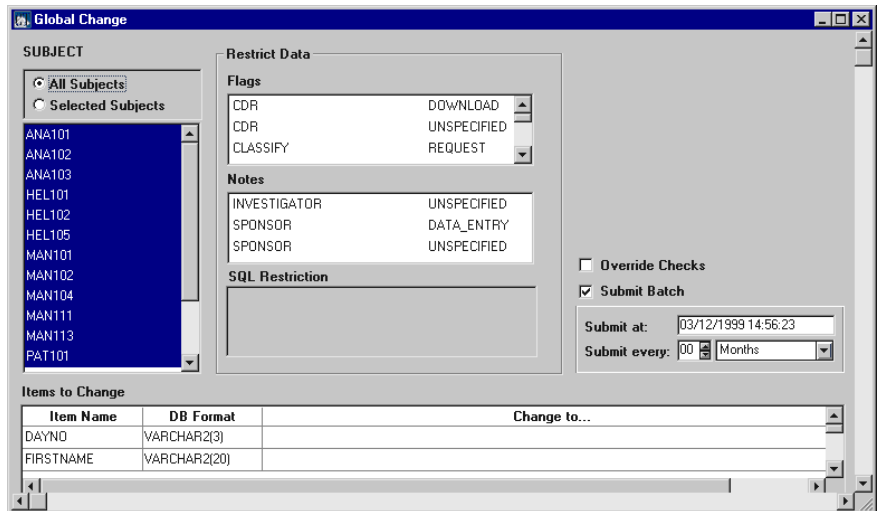 Global Change
SUBJECT
All Subjects
Selected Subjects
ANA101
ANA102
ANA103
HEL101
HEL102
HEL105
MAN101
MAN102
MAN104
MAN111
MAN113
PAT101
Restrict Data
Flags
CDR DOWNLOAD
CDR UNSPECIFIED
CLASSIFY REQUEST
Notes
INVESTIGATOR UNSPECIFIED
SPONSOR DATA_ENTRY
SPONSOR UNSPECIFIED
SQL Restriction
Override Checks
Submit Batch
Submit at: 03/12/1999 14:56:23
Submit every: 00 Months
Items to Change
Item Name DB Format Change to...
DAYNO VARCHAR2(3)
FIRSTNAME VARCHAR2(20)